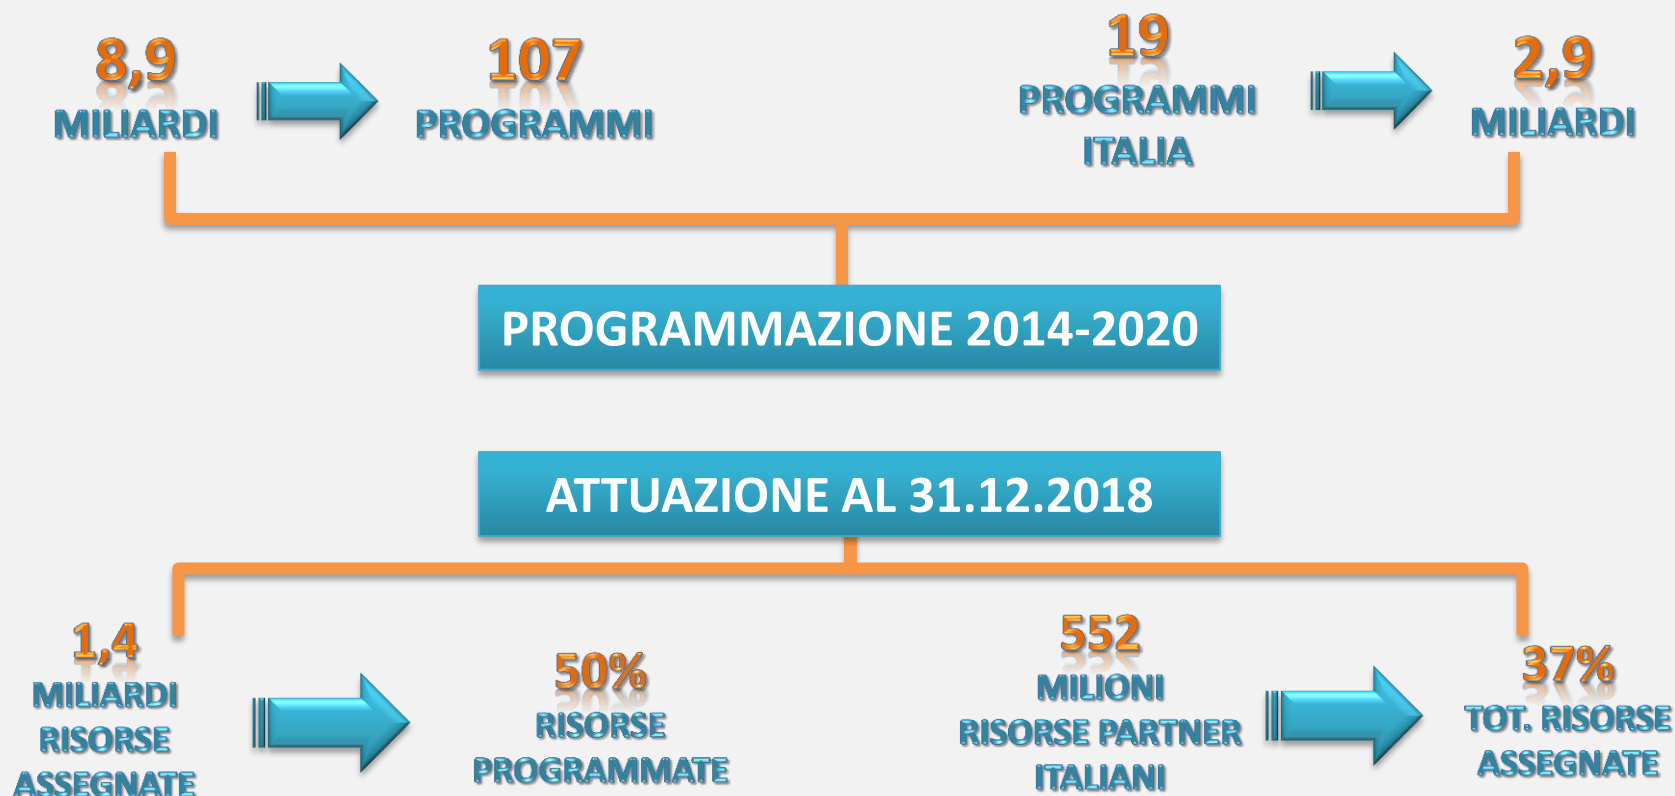 8,9
MILIARDI
107
PROGRAMMI
19
PROGRAMMI
ITALIA
2,9
MILIARDI
PROGRAMMAZIONE 2014-2020
ATTUAZIONE AL 31.12.2018
1,4
MILIARDI
RISORSE
ASSEGNATE
50%
RISORSE
PROGRAMMATE
552
MILIONI
RISORSE PARTNER
ITALIANI
37%
TOT. RISORSE
ASSEGNATE